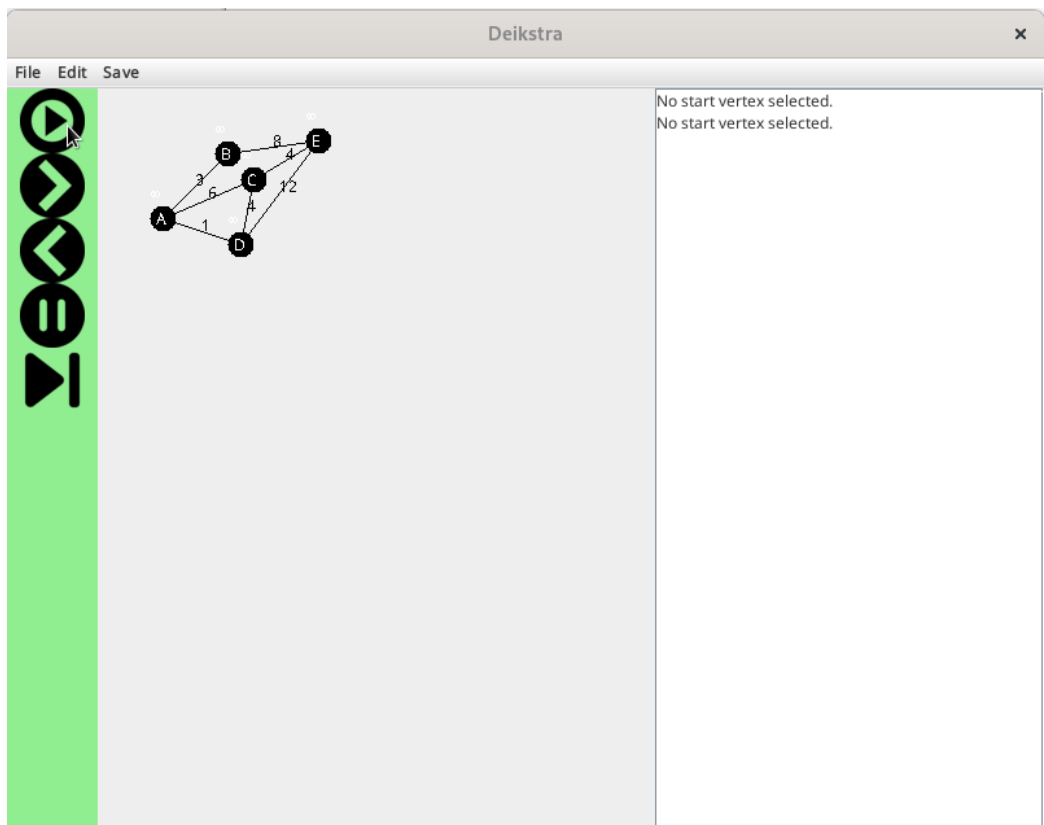 Deikstra
File Edit Save
No start vertex selected.
No start vertex selected.
∞
∞
8
E
B
4
3
C
12
6
∞
4
A
∞
1
D